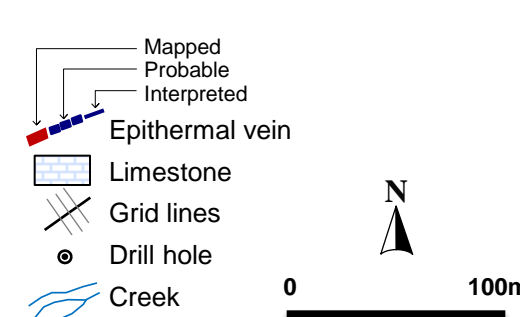 Mapped
Probable
Interpreted
Epithermal vein
Limestone
Grid lines
Drill hole
Creek
N
0 100m